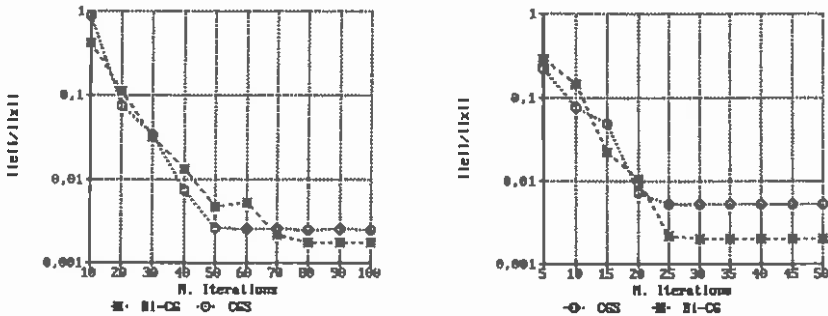 1
0,1
0,01
0,001
||e||/||x||
10 20 30 40 50 60 70 80 90 100
N. Iterations
Bi-CG CGS
1
0,1
0,01
0,001
||e||/||x||
5 10 15 20 25 30 35 40 45 50
N. Iterations
CGS Bi-CG